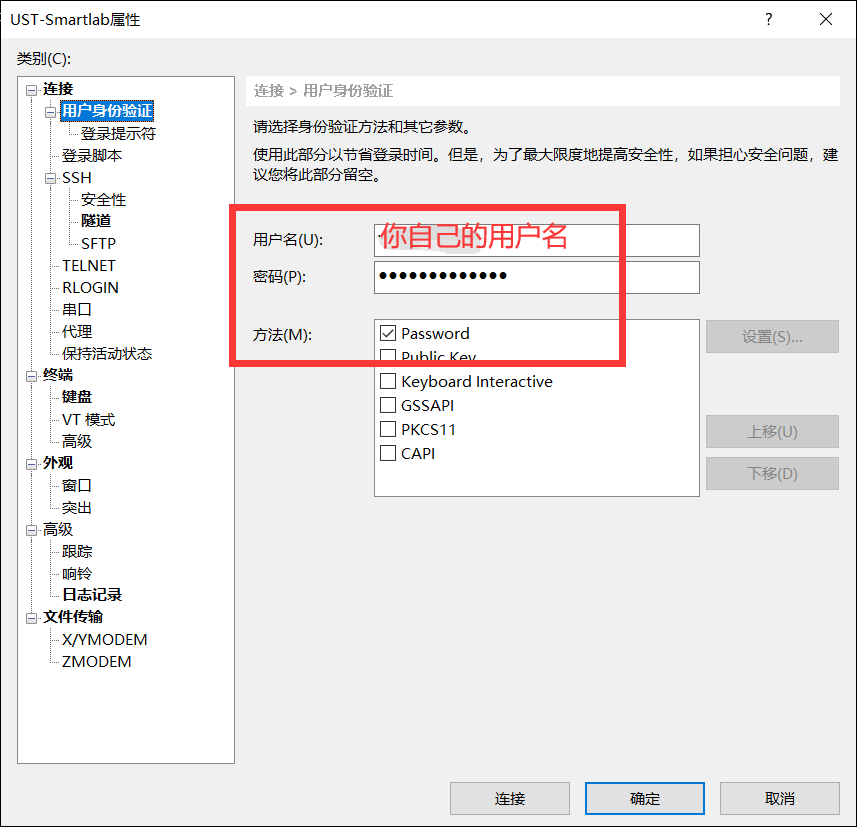 UST-Smartlab属性
类别(C):
连接
用户身份验证
登录提示符
登录脚本
SSH
安全性
隧道
SFTP
TELNET
RLOGIN
串口
代理
保持活动状态
终端
键盘
VT 模式
高级
外观
窗口
突出
高级
跟踪
响铃
日志记录
文件传输
X/YMODEM
ZMODEM
连接 > 用户身份验证
请选择身份验证方法和其它参数。
使用此部分以节省登录时间。但是，为了最大限度地提高安全性，如果担心安全问题，建
议您将此部分留空。
用户名(U):
你自己的用户名
密码(P):
●●●●●●●●●●●●●
方法(M):
Password
Public Key
Keyboard Interactive
GSSAPI
PKCS11
CAPI
设置(S)...
上移(U)
下移(D)
连接
确定
取消